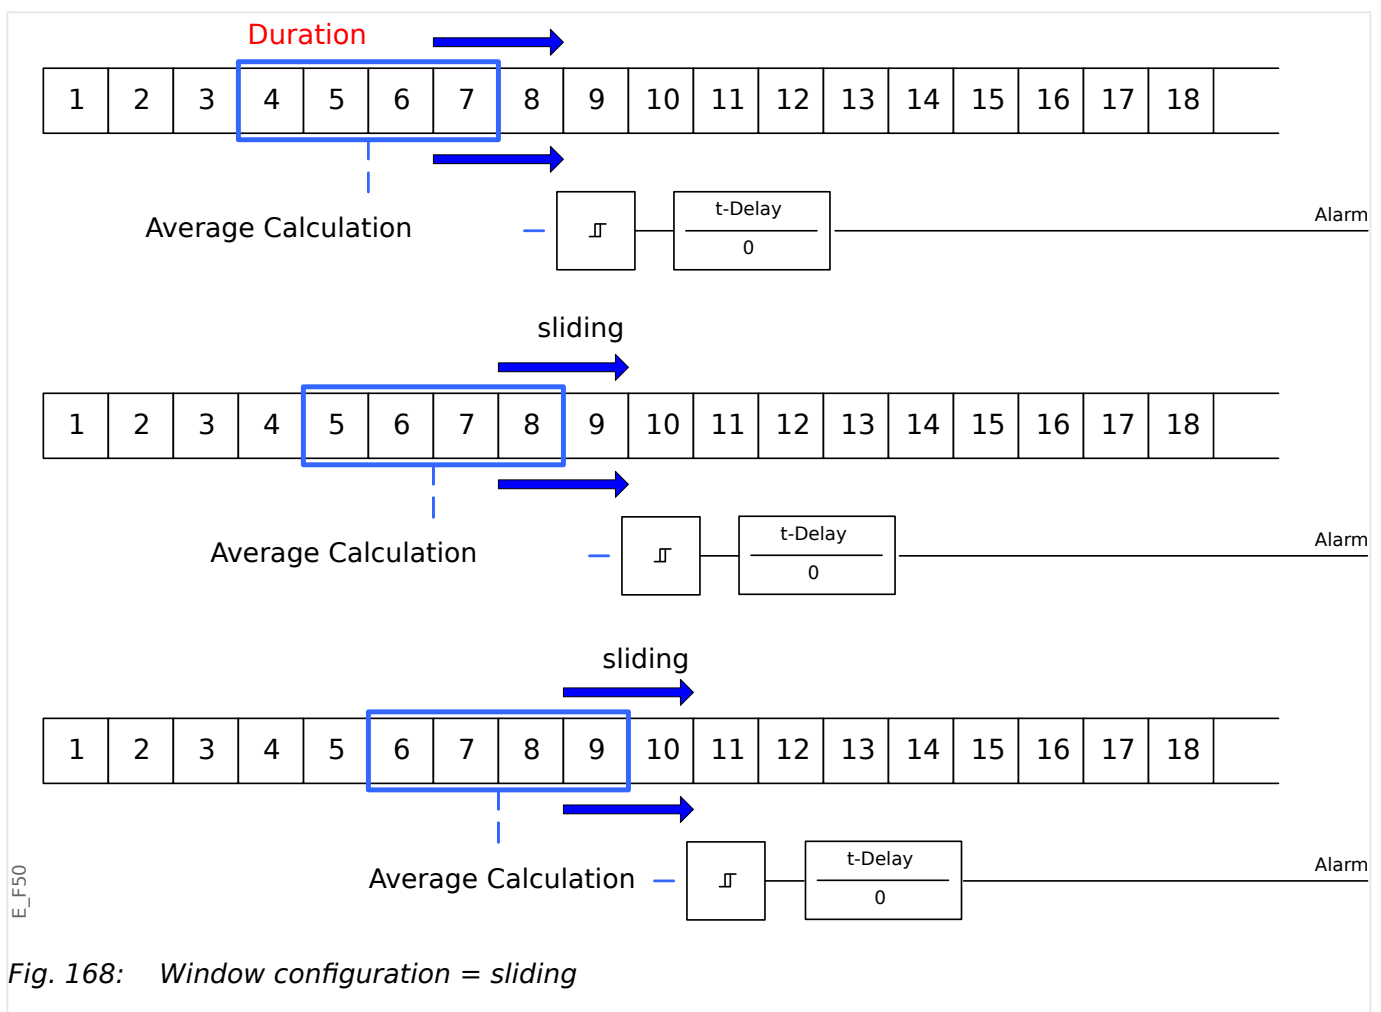 Duration
1 2 3 4 5 6 7 8 9 10 11 12 13 14 15 16 17 18
Average Calculation
t-Delay
0
Alarm
sliding
1 2 3 4 5 6 7 8 9 10 11 12 13 14 15 16 17 18
Average Calculation
t-Delay
0
Alarm
sliding
1 2 3 4 5 6 7 8 9 10 11 12 13 14 15 16 17 18
Average Calculation
t-Delay
0
Alarm
E_F50
Fig. 168: Window configuration = sliding